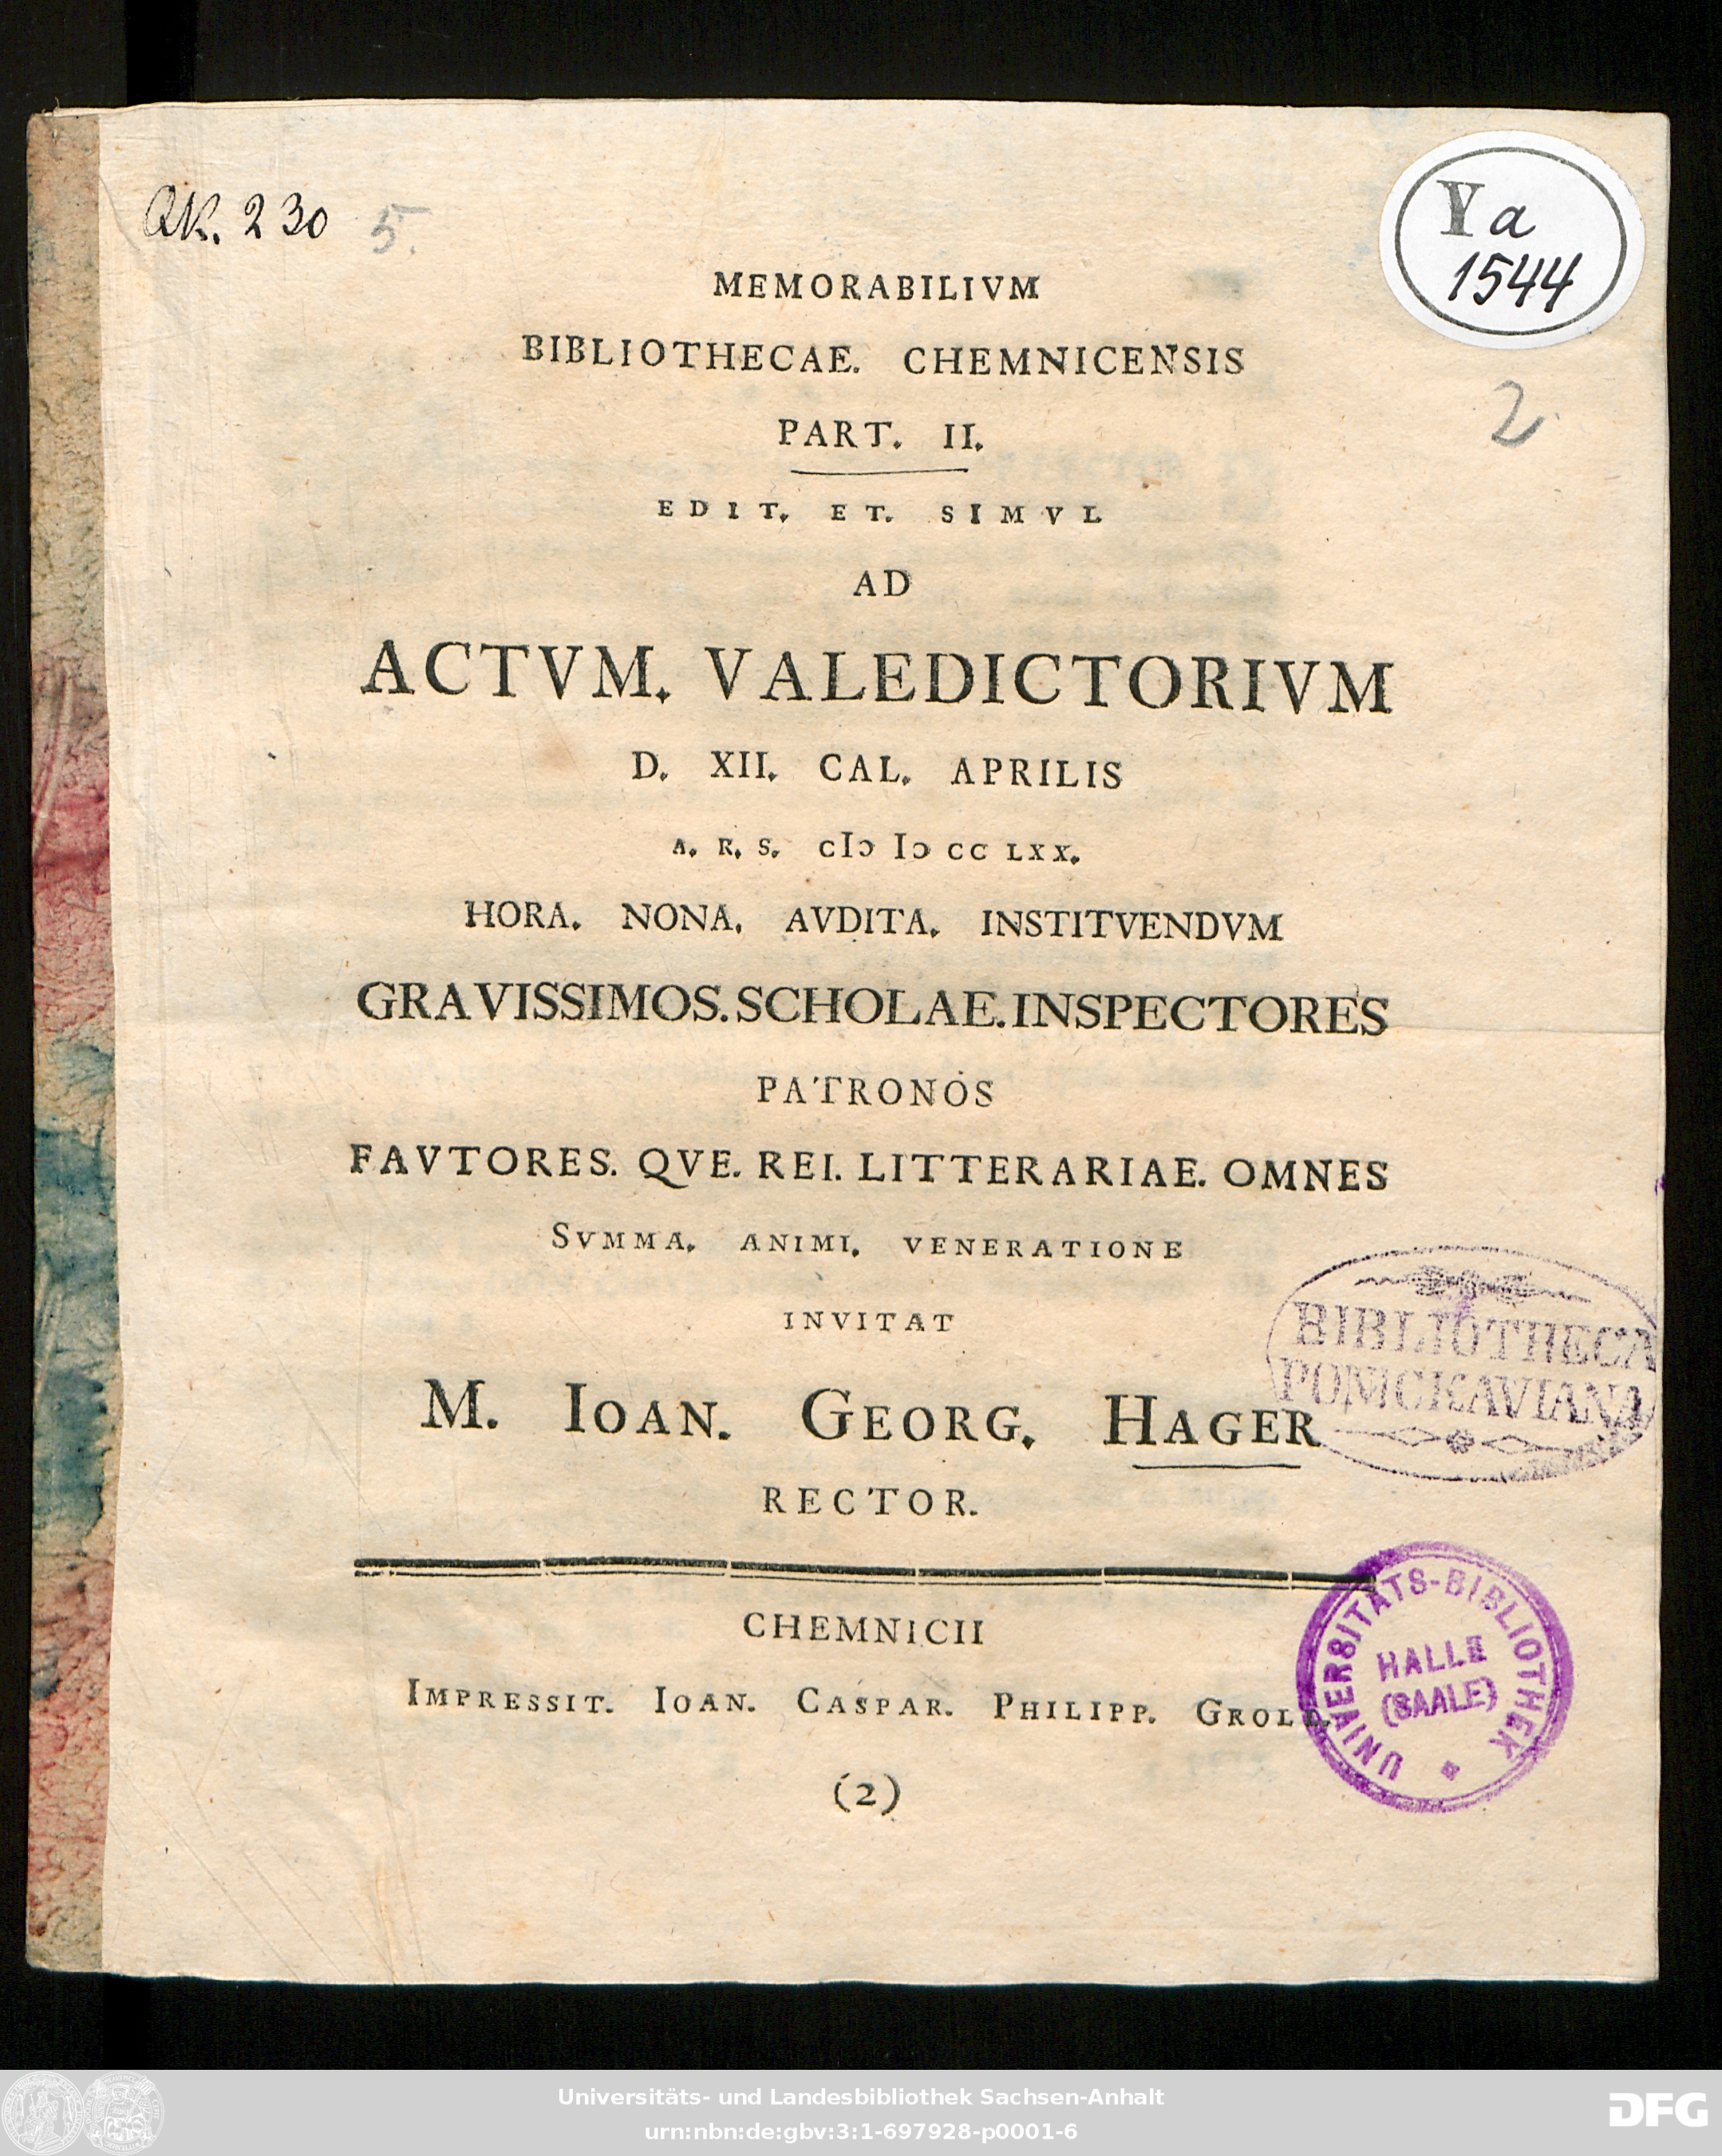 QK. 230 5.
Ya
1544
2
MEMORABILIVM
BIBLIOTHECAE. CHEMNICENSIS
PART. II.
EDIT. ET. SIMVL
AD
ACTVM. VALEDICTORIVM
D. XII. CAL. APRILIS
A. R. S. CIↃ IↃ CC LXX.
HORA. NONA. AVDITA. INSTITVENDVM
GRAVISSIMOS. SCHOLAE. INSPECTORES
PATRONOS
FAVTORES. QVE. REI. LITTERARIAE. OMNES
SVMMA. ANIMI. VENERATIONE
INVITAT
M. IOAN. GEORG. HAGER
RECTOR.
BIBLIOTHECA
PONICKAVIANA
CHEMNICII
IMPRESSIT. IOAN. CASPAR. PHILIPP. GROLL.
(2)
UNIVERSITÄTS-BIBLIOTHEK
HALLE
(SAALE)
Universitäts- und Landesbibliothek Sachsen-Anhalt
urn:nbn:de:gbv:3:1-697928-p0001-6
DFG